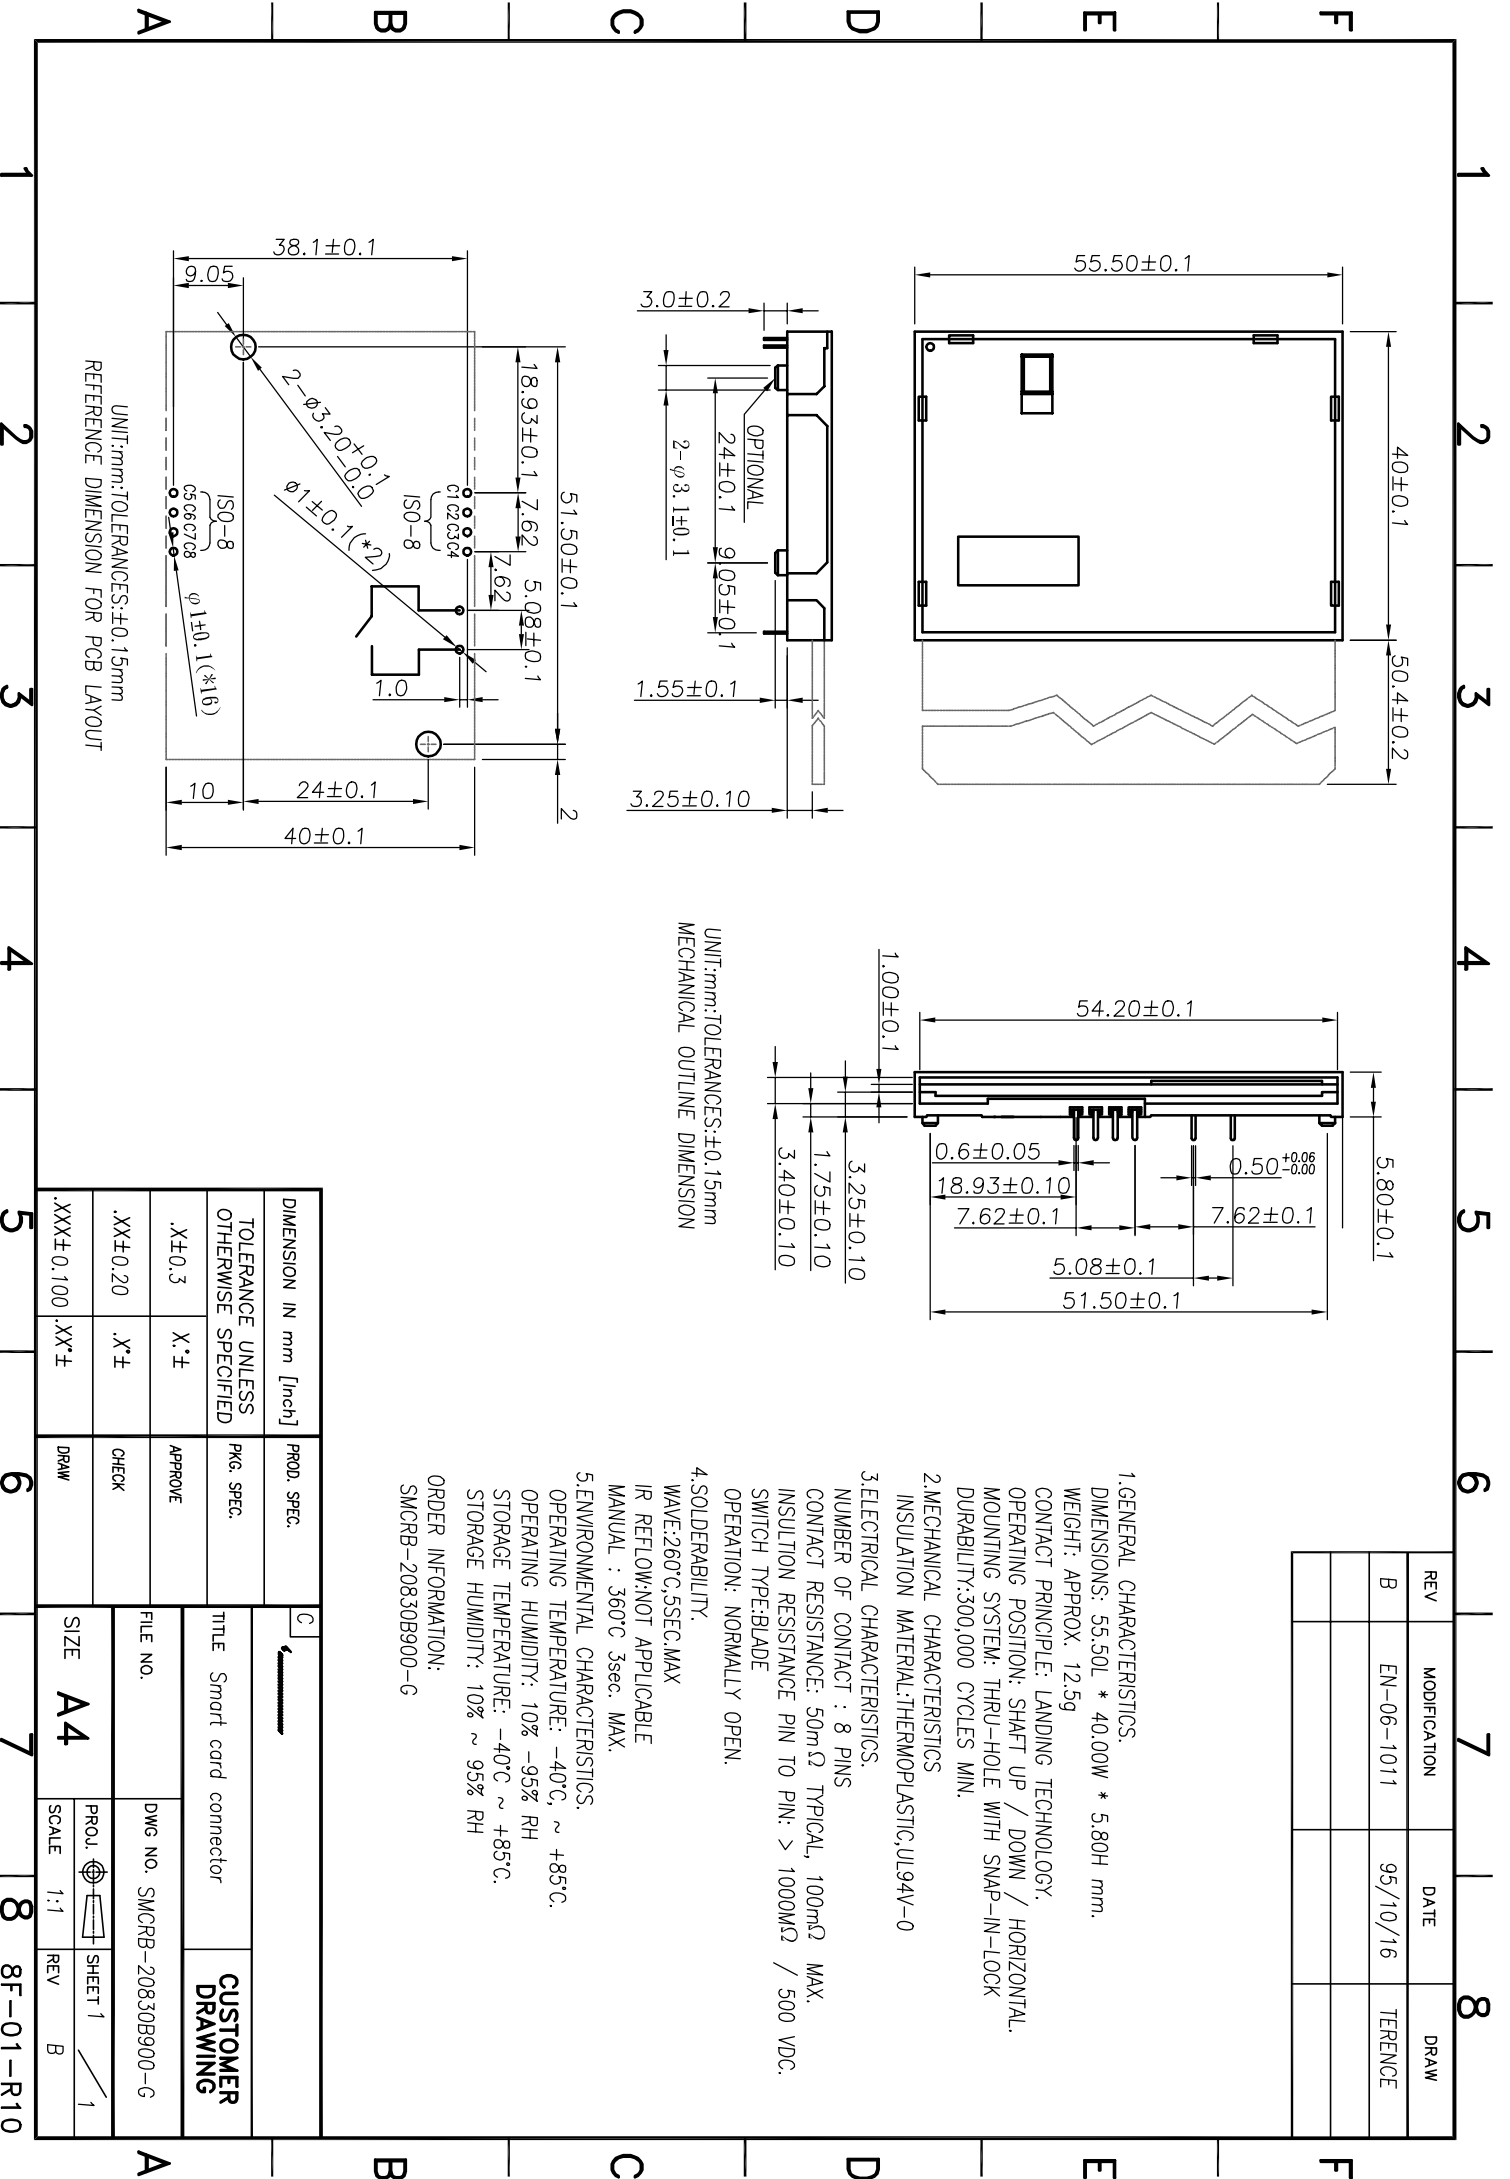 A
B
C
D
E
F
1
2
3
4
5
6
7
8
REV
MODIFICATION
DATE
DRAW
B
EN-06-1011
95/10/16
TERENCE
55.50±0.1
40±0.1
50.4±0.2
3.0±0.2
OPTIONAL
24±0.1
9.05±0.1
2-φ3.1±0.1
1.55±0.1
3.25±0.10
54.20±0.1
5.80±0.1
1.00±0.1
3.25±0.10
1.75±0.10
3.40±0.10
0.6±0.05
0.50+0.06-0.00
18.93±0.10
7.62±0.1
7.62±0.1
5.08±0.1
51.50±0.1
UNIT:mm:TOLERANCES:±0.15mm
MECHANICAL OUTLINE DIMENSION
38.1±0.1
9.05
51.50±0.1
18.93±0.1
7.62
7.62
5.08±0.1
2
2-ø3.20+0.1-0.0
ø1±0.1(*2)
C1C2C3C4
ISO-8
ISO-8
C5C6C7C8
φ1±0.1(*16)
1.0
10
24±0.1
40±0.1
UNIT:mm:TOLERANCES:±0.15mm
REFERENCE DIMENSION FOR PCB LAYOUT
1.GENERAL CHARACTERISTICS.
DIMENSIONS: 55.50L * 40.00W * 5.80H mm.
WEIGHT: APPROX. 12.5g
CONTACT PRINCIPLE: LANDING TECHNOLOGY.
OPERATING POSITION: SHAFT UP / DOWN / HORIZONTAL.
MOUNTING SYSTEM: THRU-HOLE WITH SNAP-IN-LOCK
DURABILITY:300,000 CYCLES MIN.
2.MECHANICAL CHARACTERISTICS
INSULATION MATERIAL:THERMOPLASTIC,UL94V-0
3.ELECTRICAL CHARACTERISTICS.
NUMBER OF CONTACT : 8 PINS
CONTACT RESISTANCE: 50mΩ TYPICAL, 100mΩ MAX.
INSULTION RESISTANCE PIN TO PIN: > 1000MΩ / 500 VDC.
SWITCH TYPE:BLADE
OPERATION: NORMALLY OPEN.
4.SOLDERABILITY.
WAVE:260°C,5SEC.MAX
IR REFLOW:NOT APPLICABLE
MANUAL : 360°C 3sec. MAX.
5.ENVIRONMENTAL CHARACTERISTICS.
OPERATING TEMPERATURE: -40°C, ~ +85°C.
OPERATING HUMIDITY: 10% -95% RH
STORAGE TEMPERATURE: -40°C ~ +85°C.
STORAGE HUMIDITY: 10% ~ 95% RH
ORDER INFORMATION:
SMCRB-20830B900-G
DIMENSION IN mm [Inch]
TOLERANCE UNLESS
OTHERWISE SPECIFIED
.X±0.3
X.°±
.XX±0.20
.X°±
.XXX±0.100
.XX°±
PROD. SPEC.
PKG. SPEC.
APPROVE
CHECK
DRAW
C
TITLE Smart card connector
CUSTOMER
DRAWING
FILE NO.
DWG NO. SMCRB-20830B900-G
SIZE A4
PROJ.
SHEET 1 / 1
SCALE 1:1
REV B
1
2
3
4
5
6
7
8
8F-01-R10
A
B
C
D
E
F